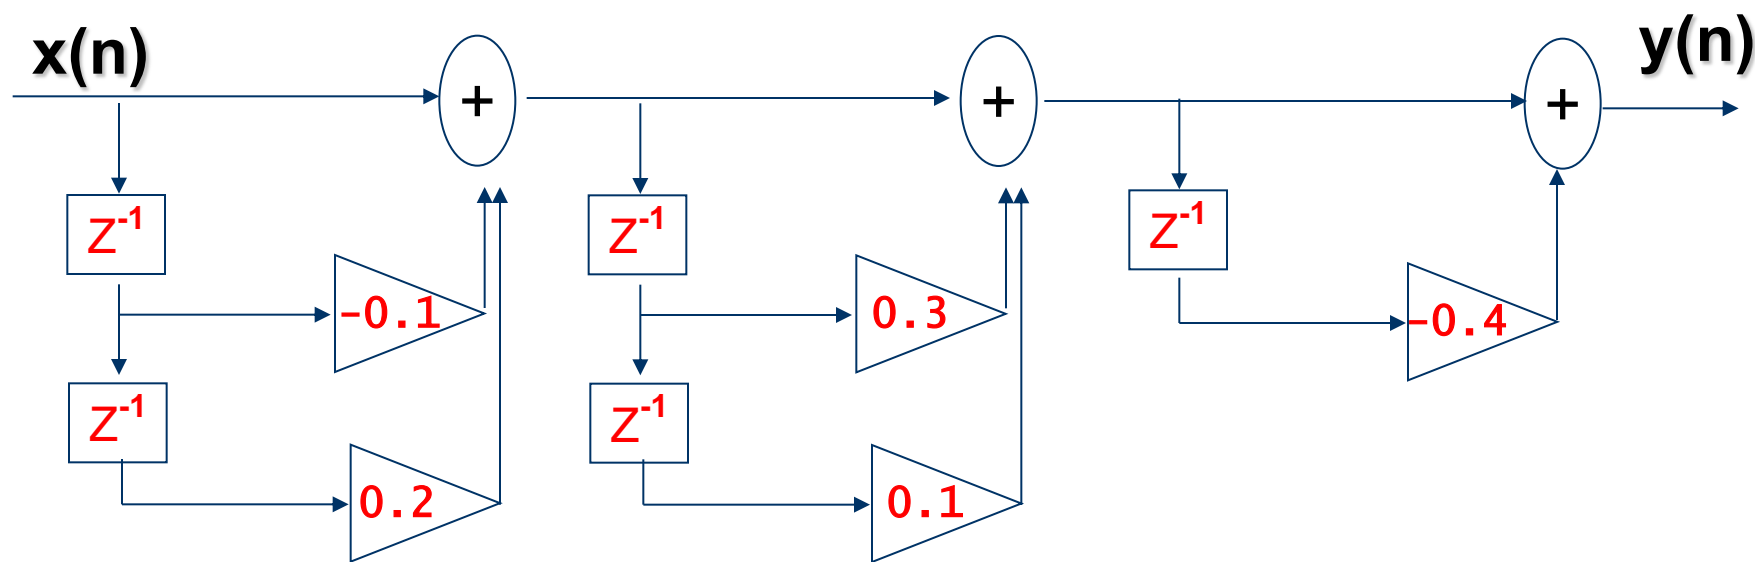 x(n)
y(n)
+
+
+
Z⁻¹
Z⁻¹
Z⁻¹
-0.1
0.3
-0.4
Z⁻¹
Z⁻¹
0.2
0.1